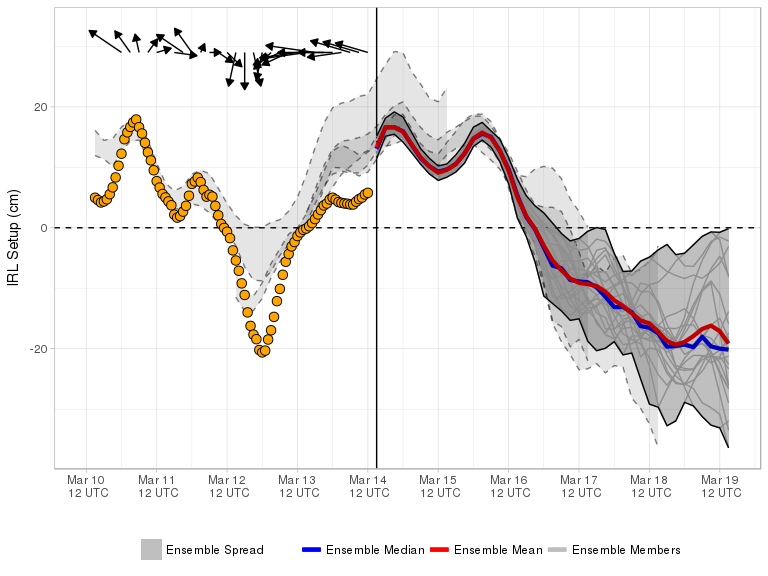 IRL Setup (cm)
20
0
-20
Mar 10 Mar 11 Mar 12 Mar 13 Mar 14 Mar 15 Mar 16 Mar 17 Mar 18 Mar 19
12 UTC 12 UTC 12 UTC 12 UTC 12 UTC 12 UTC 12 UTC 12 UTC 12 UTC 12 UTC
Ensemble Spread Ensemble Median Ensemble Mean Ensemble Members